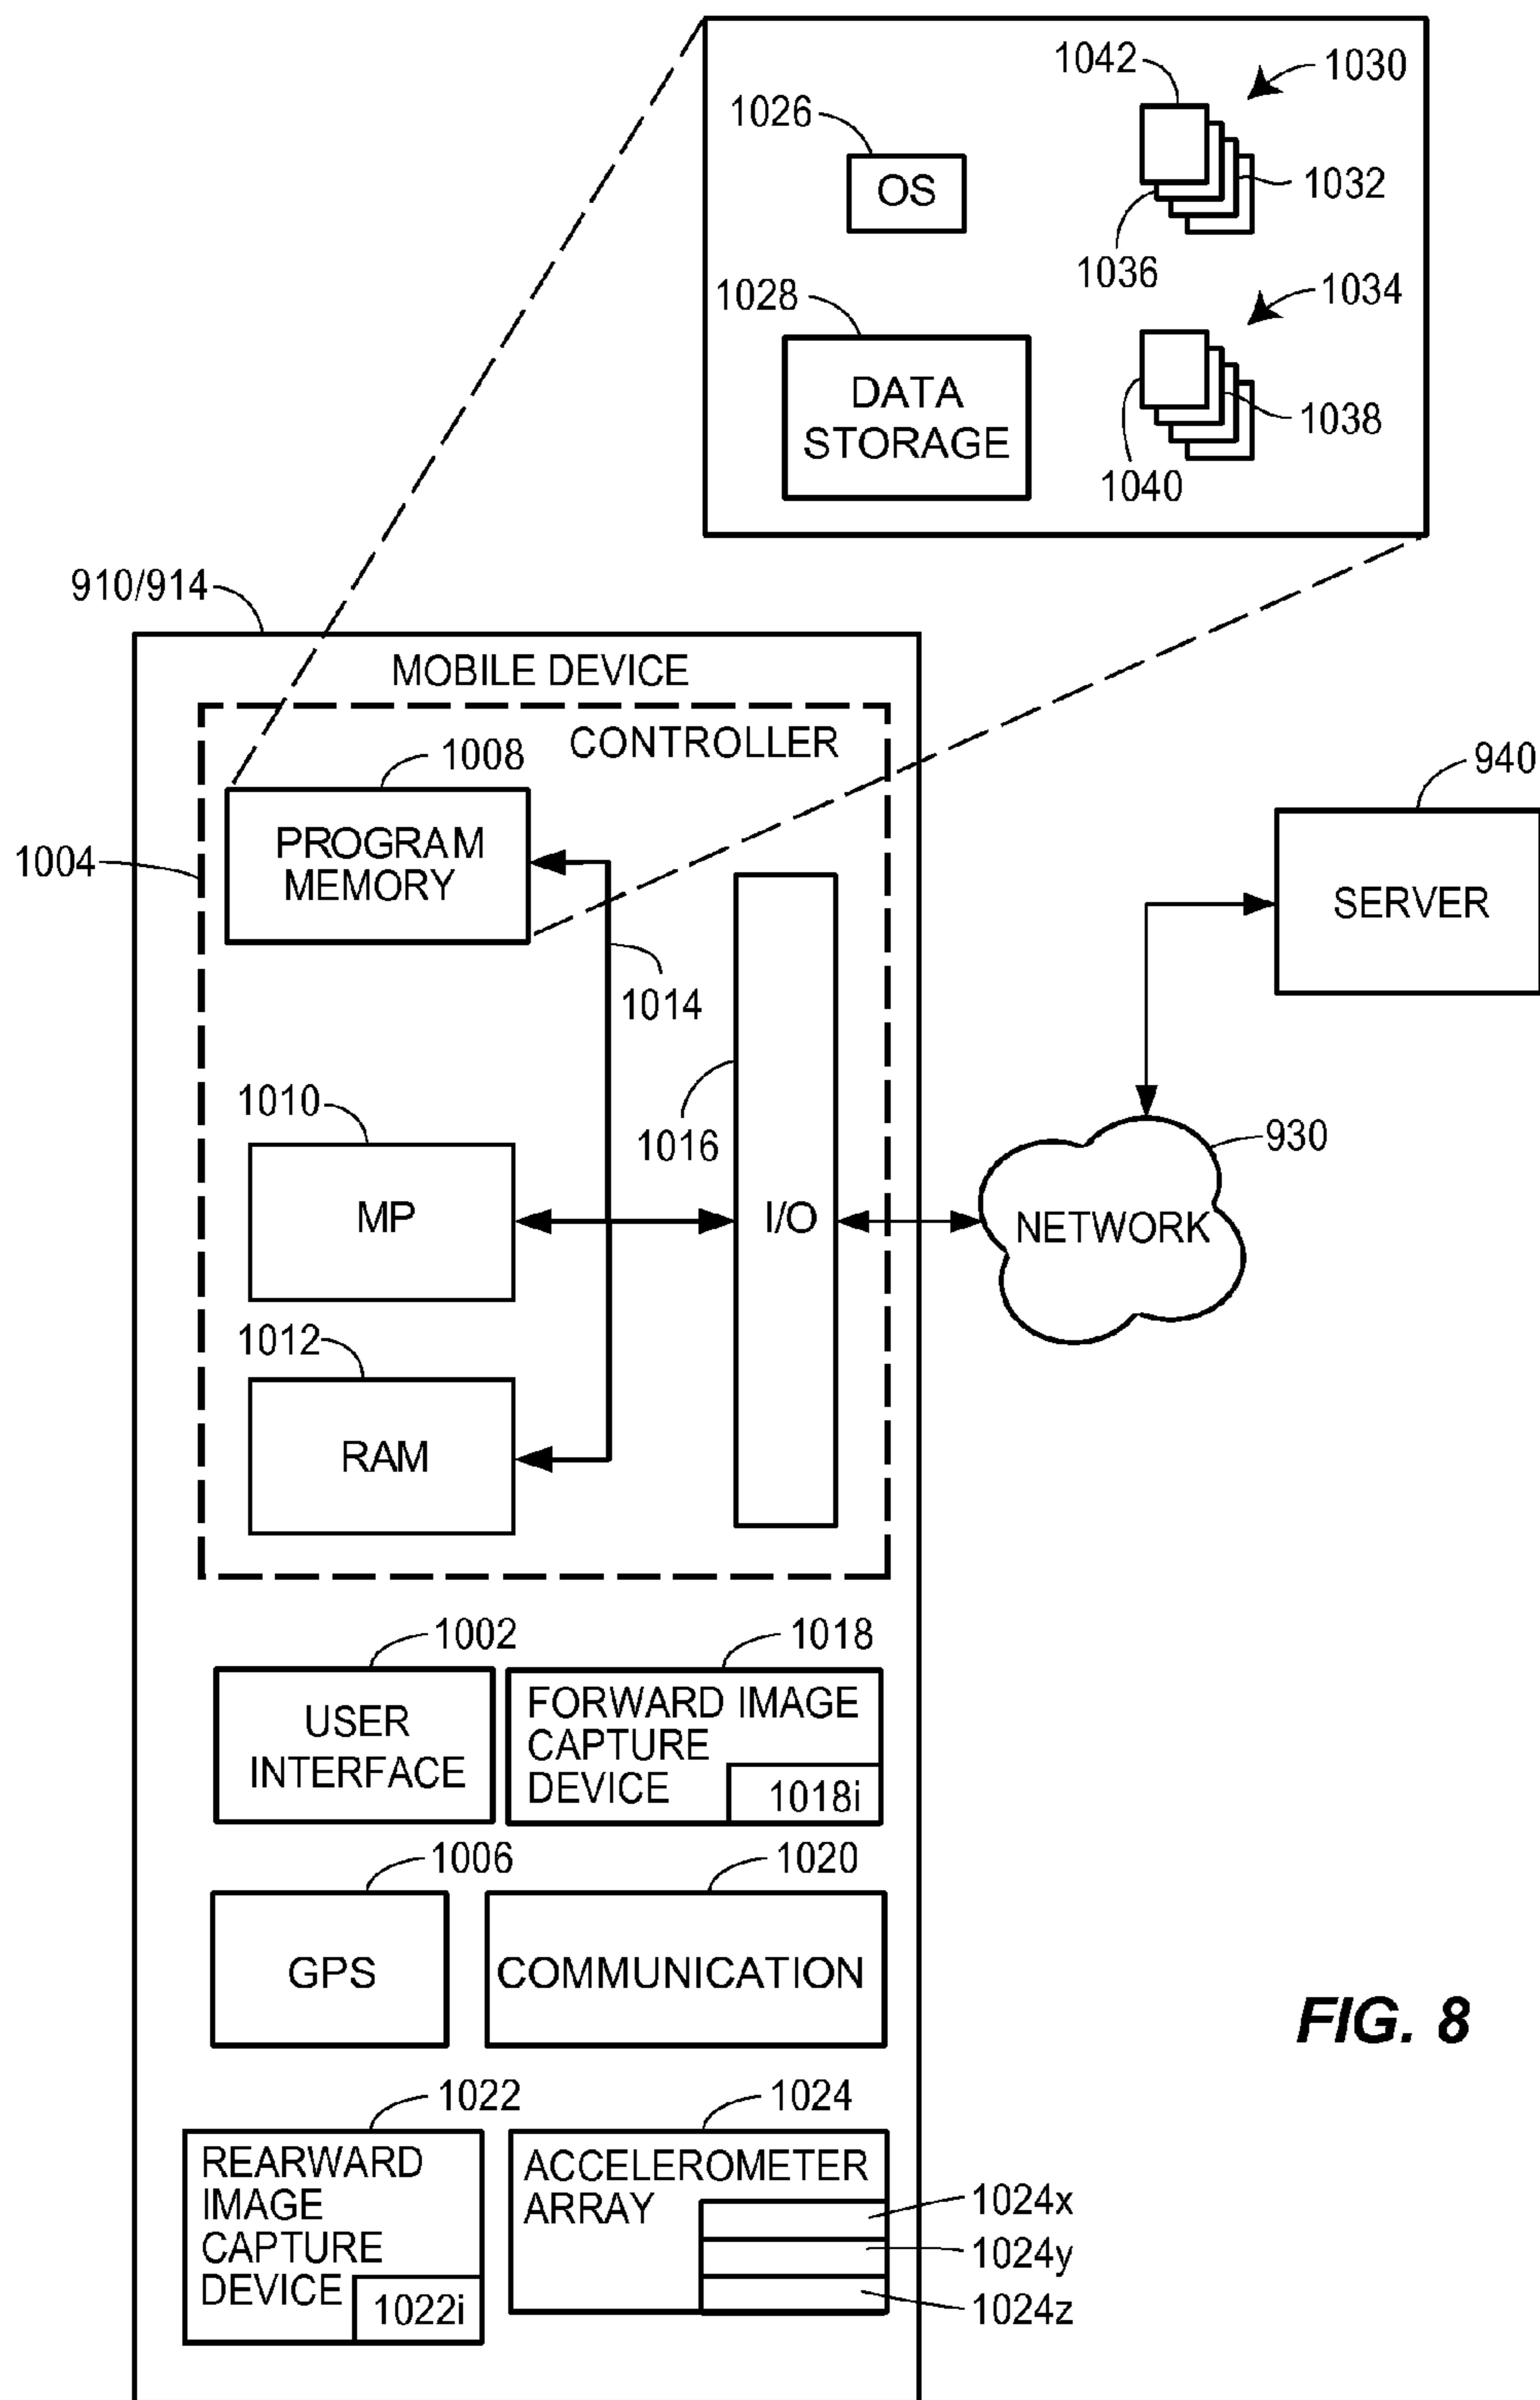 1042
1030
1026
OS
1032
1036
1028
1034
DATA
STORAGE
1038
1040
910/914
MOBILE DEVICE
CONTROLLER
1008
940
1004
PROGRAM
MEMORY
SERVER
1014
1010
1016
930
MP
I/O
NETWORK
1012
RAM
1002
1018
USER
INTERFACE
FORWARD IMAGE
CAPTURE
DEVICE
1018i
1006
1020
GPS
COMMUNICATION
FIG. 8
1022
1024
REARWARD
IMAGE
CAPTURE
DEVICE
1022i
ACCELEROMETER
ARRAY
1024x
1024y
1024z